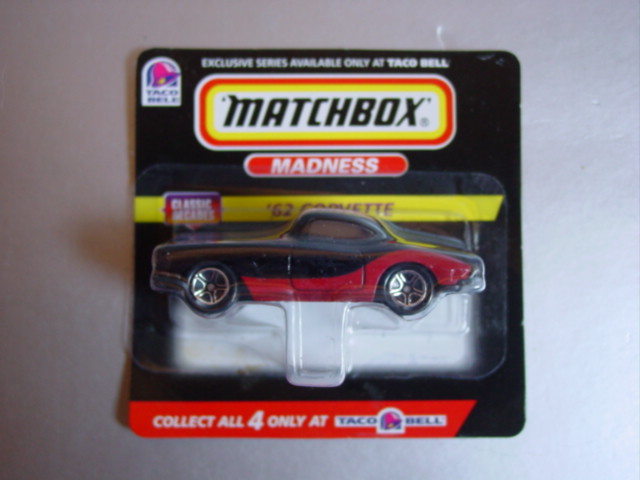 EXCLUSIVE SERIES AVAILABLE ONLY AT TACO BELL
TACO
BELL
MATCHBOX®
MADNESS
CLASSIC
DECADES
'62 CORVETTE
COLLECT ALL 4 ONLY AT TACO BELL